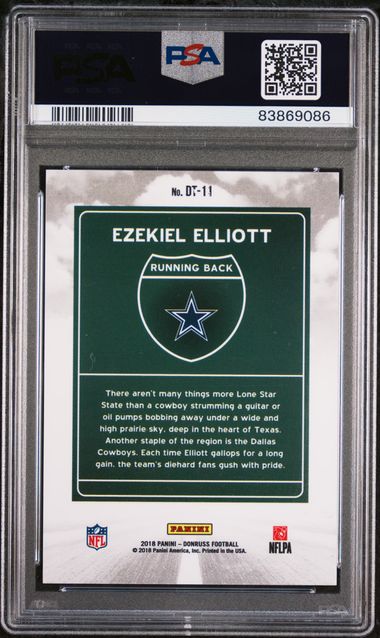 PSA
PSA
83869086
No. DT-11
EZEKIEL ELLIOTT
RUNNING BACK
There aren't many things more Lone Star
State than a cowboy strumming a guitar or
oil pumps bobbing away under a wide and
high prairie sky, deep in the heart of Texas.
Another staple of the region is the Dallas
Cowboys. Each time Elliott gallops for a long
gain, the team's diehard fans gush with pride.
NFL
PANINI
NFLPA
2018 PANINI – DONRUSS FOOTBALL
© 2018 Panini America, Inc. Printed in the USA.